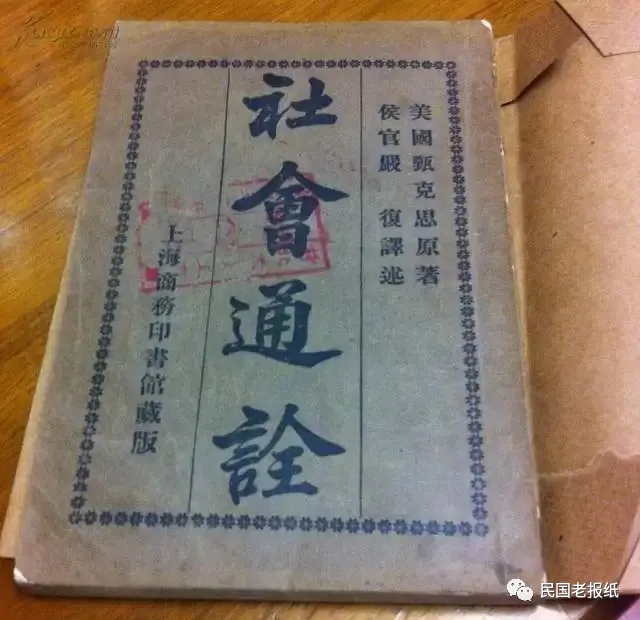 美國甄克思原著
侯官嚴 復譯述
社會通詮
上海商務印書館藏版
民国老报纸